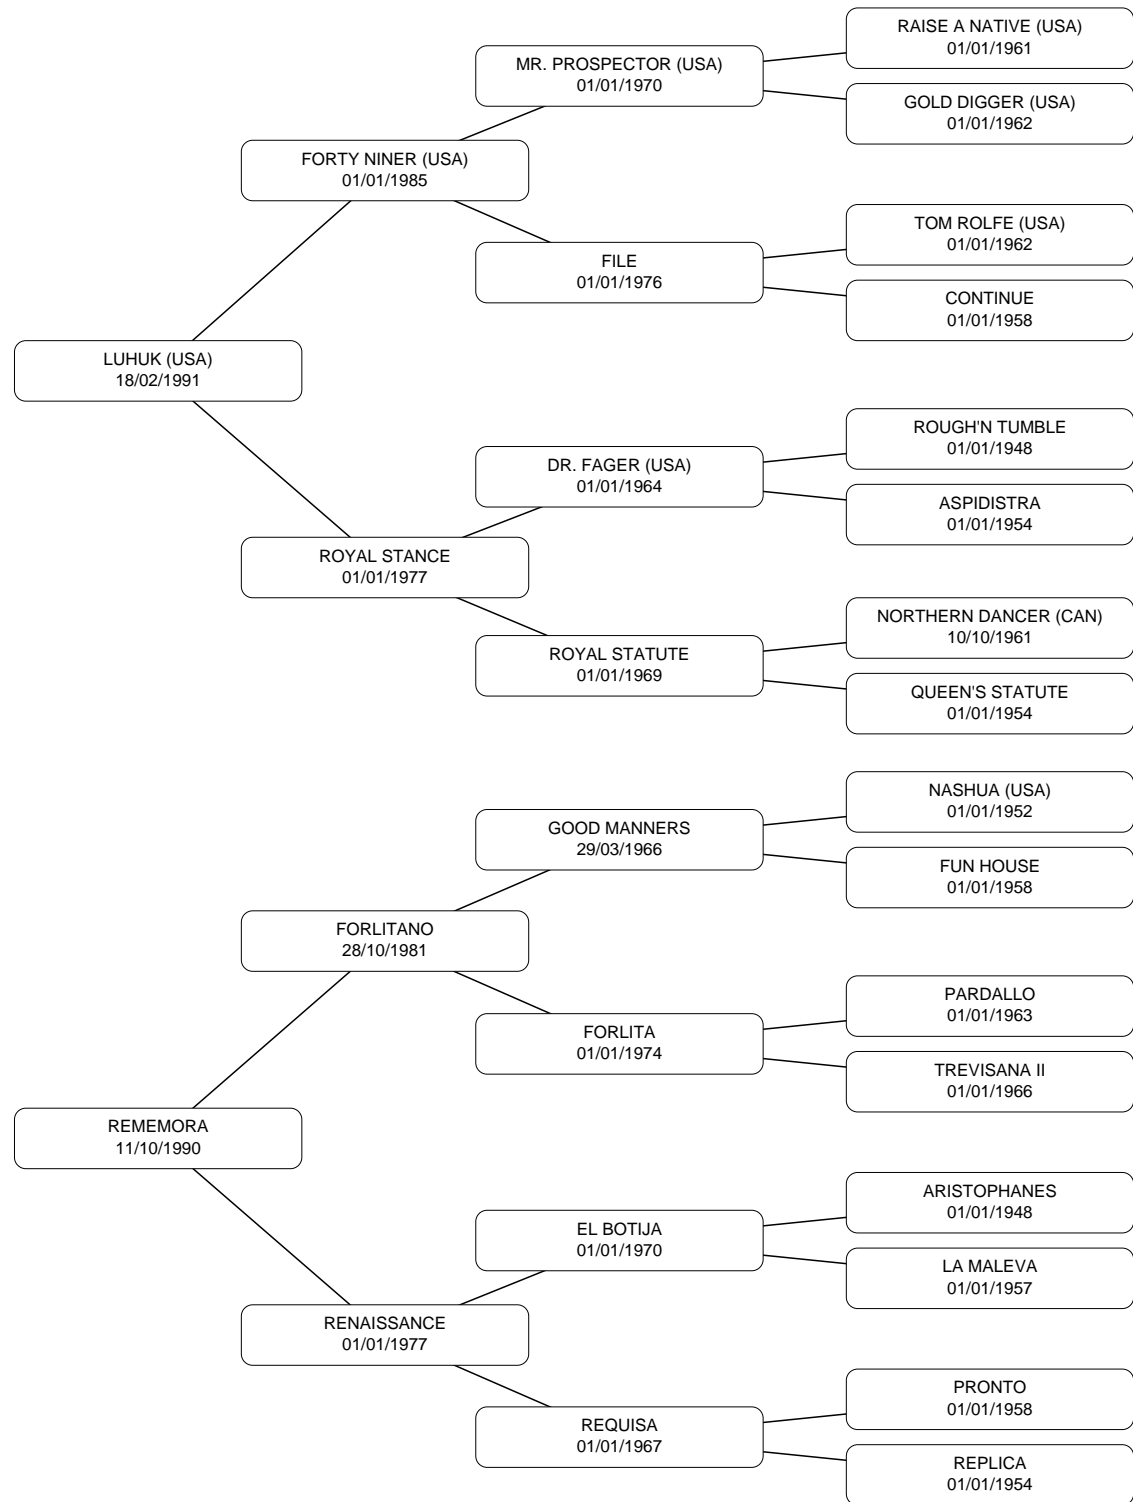 RAISE A NATIVE (USA)
01/01/1961
MR. PROSPECTOR (USA)
01/01/1970
GOLD DIGGER (USA)
01/01/1962
FORTY NINER (USA)
01/01/1985
TOM ROLFE (USA)
01/01/1962
FILE
01/01/1976
CONTINUE
01/01/1958
LUHUK (USA)
18/02/1991
ROUGH'N TUMBLE
01/01/1948
DR. FAGER (USA)
01/01/1964
ASPIDISTRA
01/01/1954
ROYAL STANCE
01/01/1977
NORTHERN DANCER (CAN)
10/10/1961
ROYAL STATUTE
01/01/1969
QUEEN'S STATUTE
01/01/1954
NASHUA (USA)
01/01/1952
GOOD MANNERS
29/03/1966
FUN HOUSE
01/01/1958
FORLITANO
28/10/1981
PARDALLO
01/01/1963
FORLITA
01/01/1974
TREVISANA II
01/01/1966
REMEMORA
11/10/1990
ARISTOPHANES
01/01/1948
EL BOTIJA
01/01/1970
LA MALEVA
01/01/1957
RENAISSANCE
01/01/1977
PRONTO
01/01/1958
REQUISA
01/01/1967
REPLICA
01/01/1954